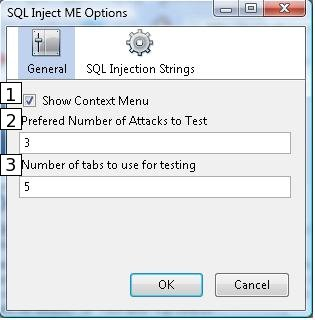 SQL Inject ME Options
General SQL Injection Strings
1 Show Context Menu
2 Prefered Number of Attacks to Test
3
3 Number of tabs to use for testing
5
OK Cancel